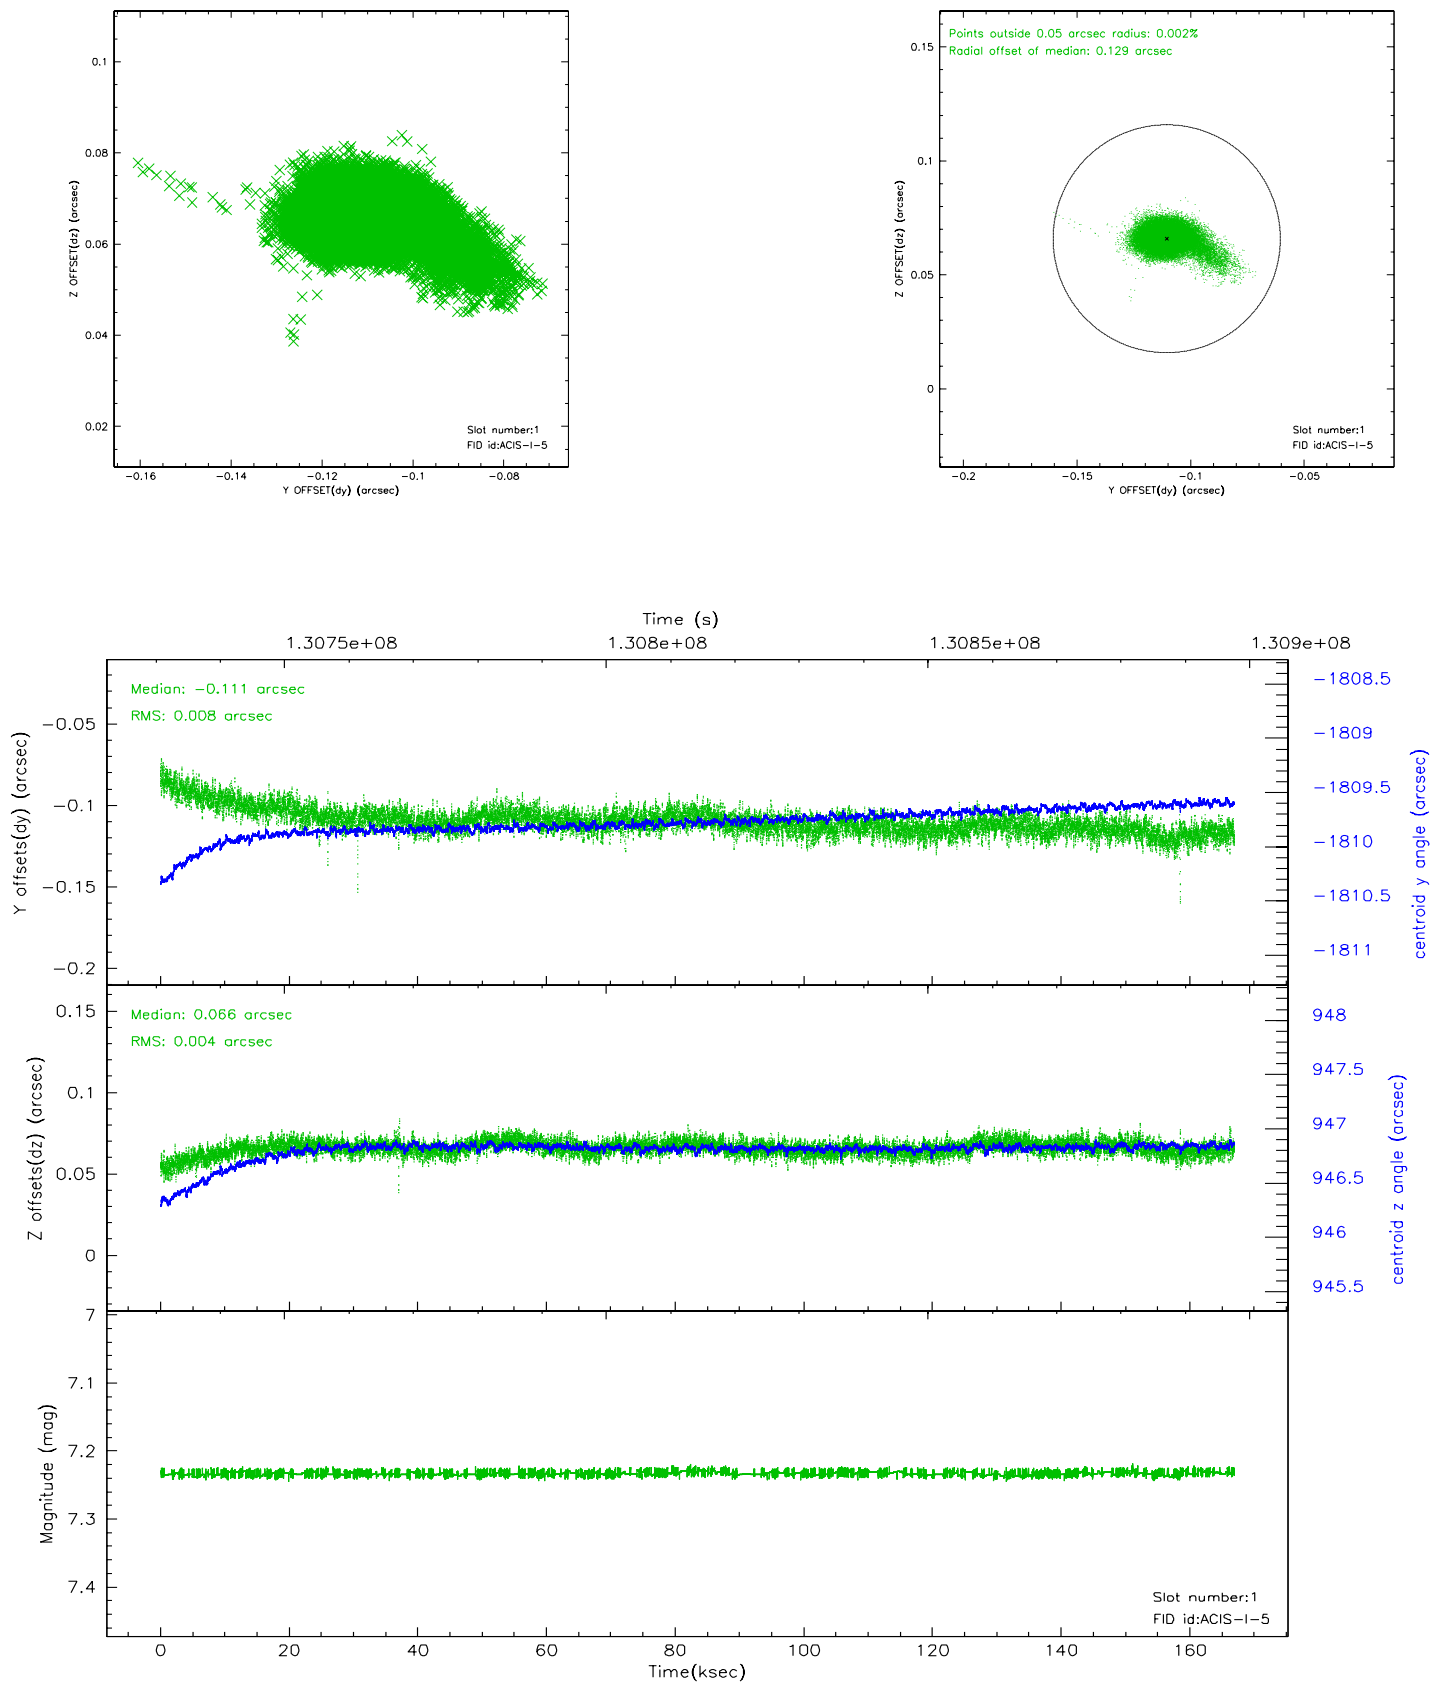 0.1
0.08
0.06
0.04
0.02
Z OFFSET(dz) (arcsec)
-0.16
-0.14
-0.12
-0.1
-0.08
Y OFFSET(dy) (arcsec)
Slot number:1
FID id:ACIS-I-5
Points outside 0.05 arcsec radius: 0.002%
Radial offset of median: 0.129 arcsec
0.15
0.1
0.05
0
Z OFFSET(dz) (arcsec)
-0.2
-0.15
-0.1
-0.05
Y OFFSET(dy) (arcsec)
Slot number:1
FID id:ACIS-I-5
Time (s)
1.3075e+08
1.308e+08
1.3085e+08
1.309e+08
Median: -0.111 arcsec
RMS: 0.008 arcsec
-0.05
-0.1
-0.15
-0.2
Y offsets(dy) (arcsec)
-1808.5
-1809
-1809.5
-1810
-1810.5
-1811
centroid y angle (arcsec)
Median: 0.066 arcsec
RMS: 0.004 arcsec
0.15
0.1
0.05
0
Z offsets(dz) (arcsec)
948
947.5
947
946.5
946
945.5
centroid z angle (arcsec)
7
7.1
7.2
7.3
7.4
Magnitude (mag)
Slot number:1
FID id:ACIS-I-5
0
20
40
60
80
100
120
140
160
Time(ksec)